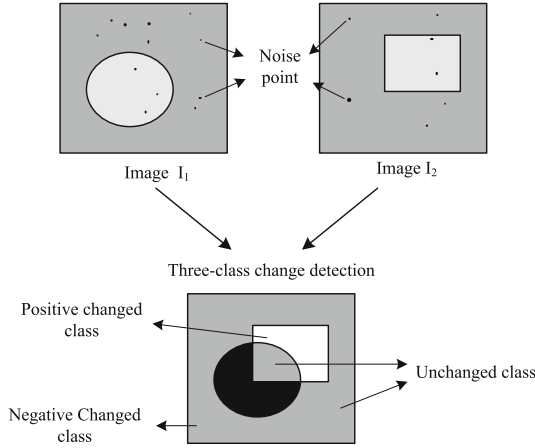 Noise
point
Image I₁
Image I₂
Three-class change detection
Positive changed
class
Unchanged class
Negative Changed
class